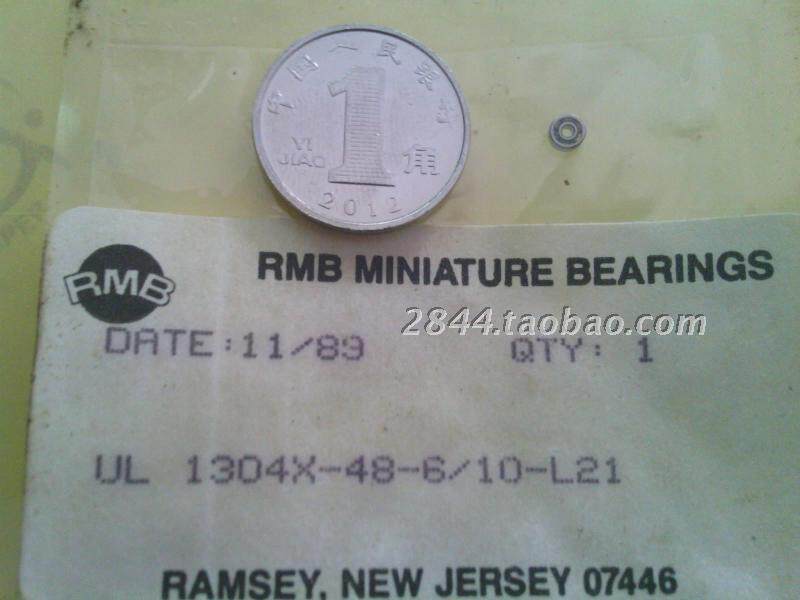 中国人民银行
1
YI
JIAO
角
2012
RMB
RMB MINIATURE BEARINGS
2844.taobao.com
DATE:11/89 QTY: 1
UL 1304X-48-6/10-L21
RAMSEY, NEW JERSEY 07446